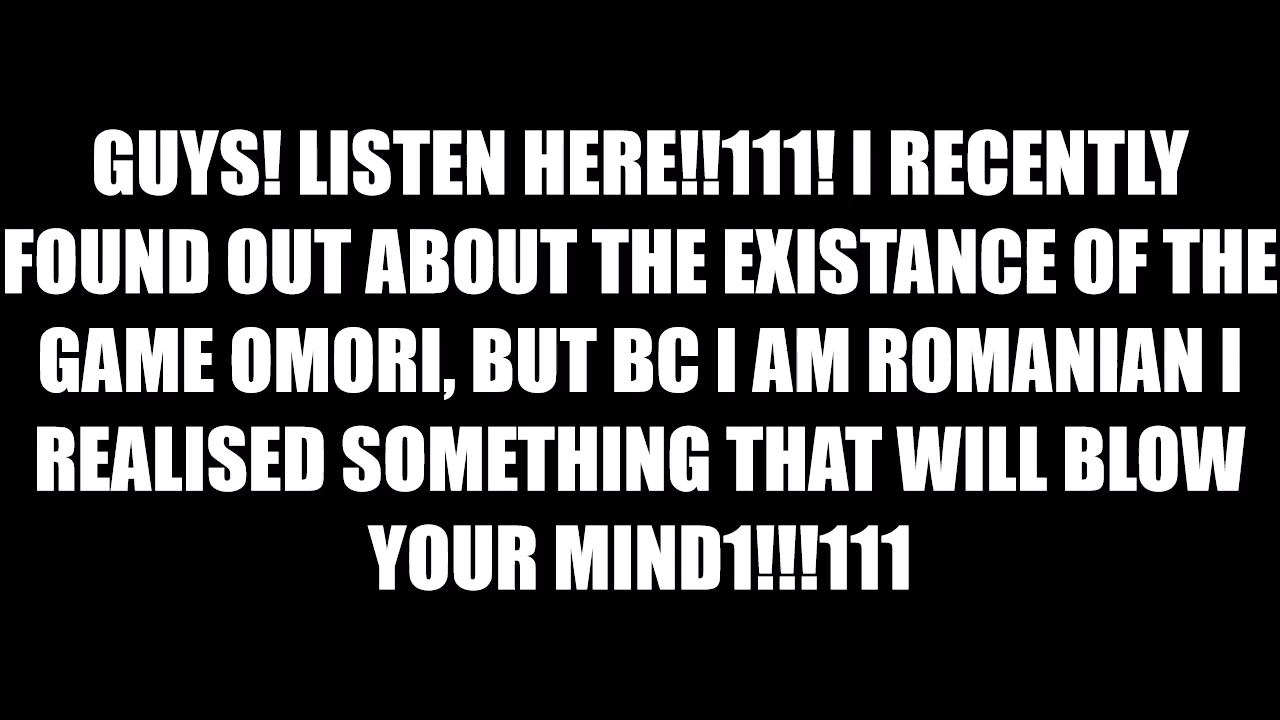 GUYS! LISTEN HERE!!111! I RECENTLY
FOUND OUT ABOUT THE EXISTANCE OF THE
GAME OMORI, BUT BC I AM ROMANIAN I
REALISED SOMETHING THAT WILL BLOW
YOUR MIND1!!!111